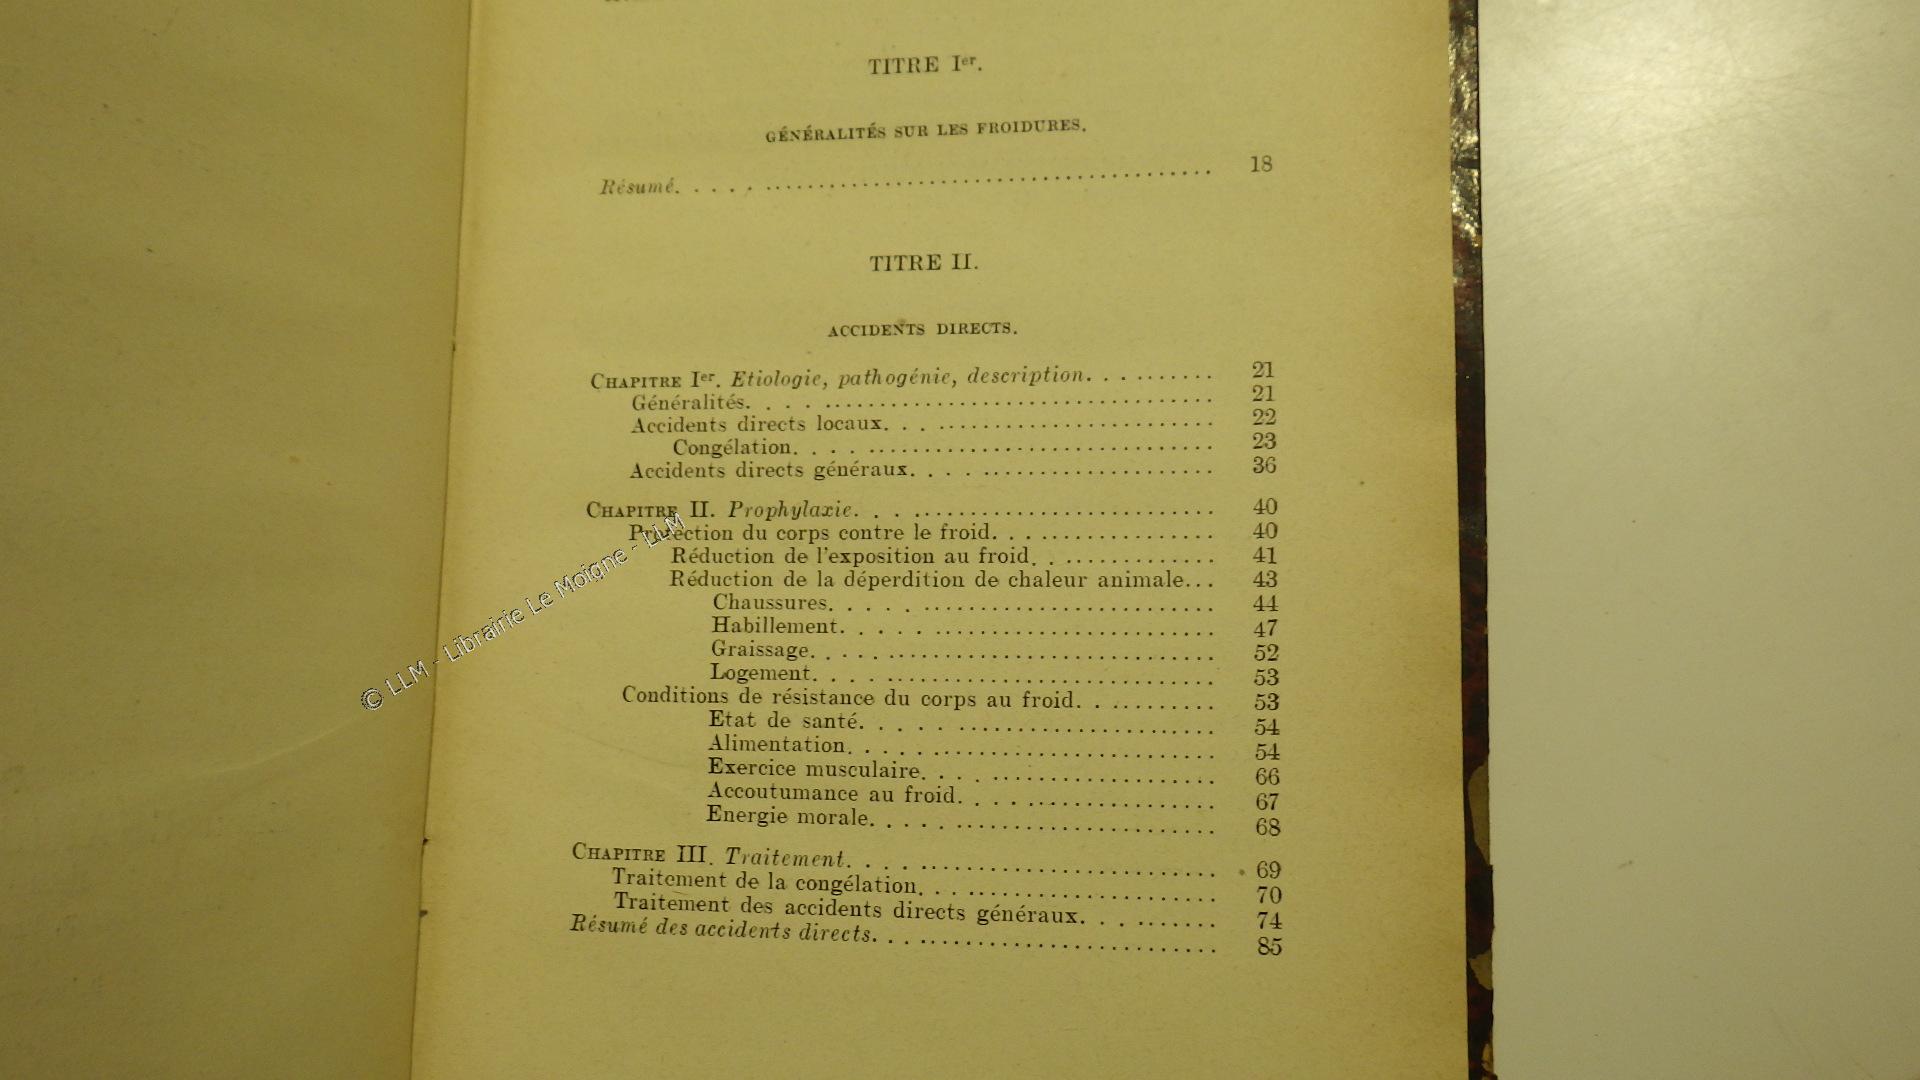 TITRE Ier.
GÉNÉRALITÉS SUR LES FROIDURES.
Résumé. . . . . . . . . . . . . . . . . . . . 18
TITRE II.
ACCIDENTS DIRECTS.
CHAPITRE Ier. Etiologie, pathogénie, description. . . . . . . . . . 21
Généralités. . . . . . . . . . . . . . . . . . . . 21
Accidents directs locaux. . . . . . . . . . . . . . . . . . . . 22
Congélation. . . . . . . . . . . . . . . . . . . . 23
Accidents directs généraux. . . . . . . . . . . . . . . . . . . . 36
CHAPITRE II. Prophylaxie. . . . . . . . . . . . . . . . . . . . 40
Protection du corps contre le froid. . . . . . . . . . . . . . . 40
Réduction de l'exposition au froid. . . . . . . . . . . . . . . 41
Réduction de la déperdition de chaleur animale... 43
Chaussures. . . . . . . . . . . . . . . . . . . . 44
Habillement. . . . . . . . . . . . . . . . . . . . 47
Graissage. . . . . . . . . . . . . . . . . . . . 52
Logement. . . . . . . . . . . . . . . . . . . . 53
Conditions de résistance du corps au froid. . . . . . . . . . . 53
Etat de santé. . . . . . . . . . . . . . . . . . . . 54
Alimentation. . . . . . . . . . . . . . . . . . . . 54
Exercice musculaire. . . . . . . . . . . . . . . . . . . . 66
Accoutumance au froid. . . . . . . . . . . . . . . . . . . . 67
Energie morale. . . . . . . . . . . . . . . . . . . . 68
CHAPITRE III. Traitement. . . . . . . . . . . . . . . . . . . . 69
Traitement de la congélation. . . . . . . . . . . . . . . . . . . . 70
Traitement des accidents directs généraux. . . . . . . . . . 74
Résumé des accidents directs. . . . . . . . . . . . . . . . . . . . 85
© LLM - Librairie Le Moigne - LLM